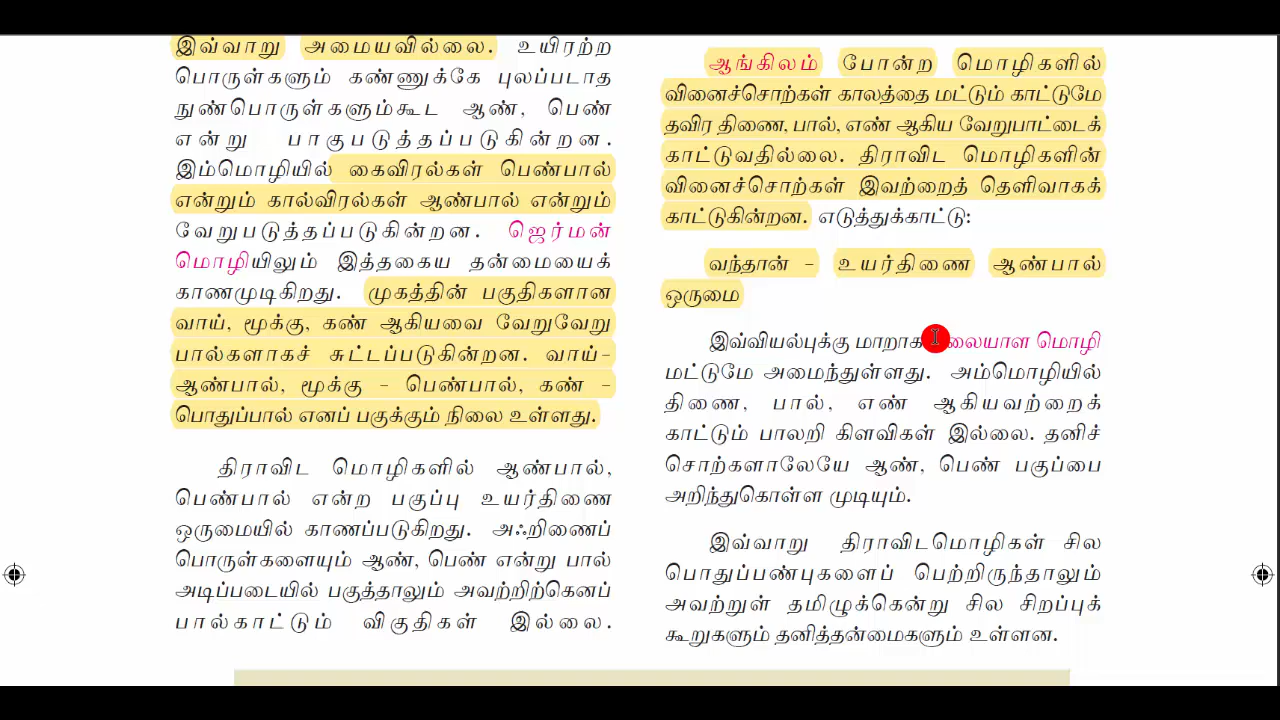 இவ்வாறு அமையவில்லை. உயிரற்ற
பொருள்களும் கண்ணுக்கே புலப்படாத
நுண்பொருள்களும்கூட ஆண், பெண்
என்று பாகுபடுத்தப்படுகின்றன.
இம்மொழியில் கைவிரல்கள் பெண்பால்
என்றும் கால்விரல்கள் ஆண்பால் என்றும்
வேறுபடுத்தப்படுகின்றன. ஜெர்மன்
மொழியிலும் இத்தகைய தன்மையைக்
காணமுடிகிறது. முகத்தின் பகுதிகளான
வாய், மூக்கு, கண் ஆகியவை வேறுவேறு
பால்களாகச் சுட்டப்படுகின்றன. வாய்-
ஆண்பால், மூக்கு - பெண்பால், கண் -
பொதுப்பால் எனப் பகுக்கும் நிலை உள்ளது.
திராவிட மொழிகளில் ஆண்பால்,
பெண்பால் என்ற பகுப்பு உயர்திணை
ஒருமையில் காணப்படுகிறது. அஃறிணைப்
பொருள்களையும் ஆண், பெண் என்று பால்
அடிப்படையில் பகுத்தாலும் அவற்றிற்கெனப்
பால்காட்டும் விகுதிகள் இல்லை.
ஆங்கிலம் போன்ற மொழிகளில்
வினைச்சொற்கள் காலத்தை மட்டும் காட்டுமே
தவிர திணை, பால், எண் ஆகிய வேறுபாட்டைக்
காட்டுவதில்லை. திராவிட மொழிகளின்
வினைச்சொற்கள் இவற்றைத் தெளிவாகக்
காட்டுகின்றன. எடுத்துக்காட்டு:
வந்தான் - உயர்திணை ஆண்பால்
ஒருமை
இவ்வியல்புக்கு மாறாக மொழி
மட்டுமே அமைந்துள்ளது. அம்மொழியில்
திணை, பால், எண் ஆகியவற்றைக்
காட்டும் பாலறி கிளவிகள் இல்லை. தனிச்
சொற்களாலேயே ஆண், பெண் பகுப்பை
அறிந்துகொள்ள முடியும்.
இவ்வாறு திராவிடமொழிகள் சில
பொதுப்பண்புகளைப் பெற்றிருந்தாலும்
அவற்றுள் தமிழுக்கென்று சில சிறப்புக்
கூறுகளும் தனித்தன்மைகளும் உள்ளன.